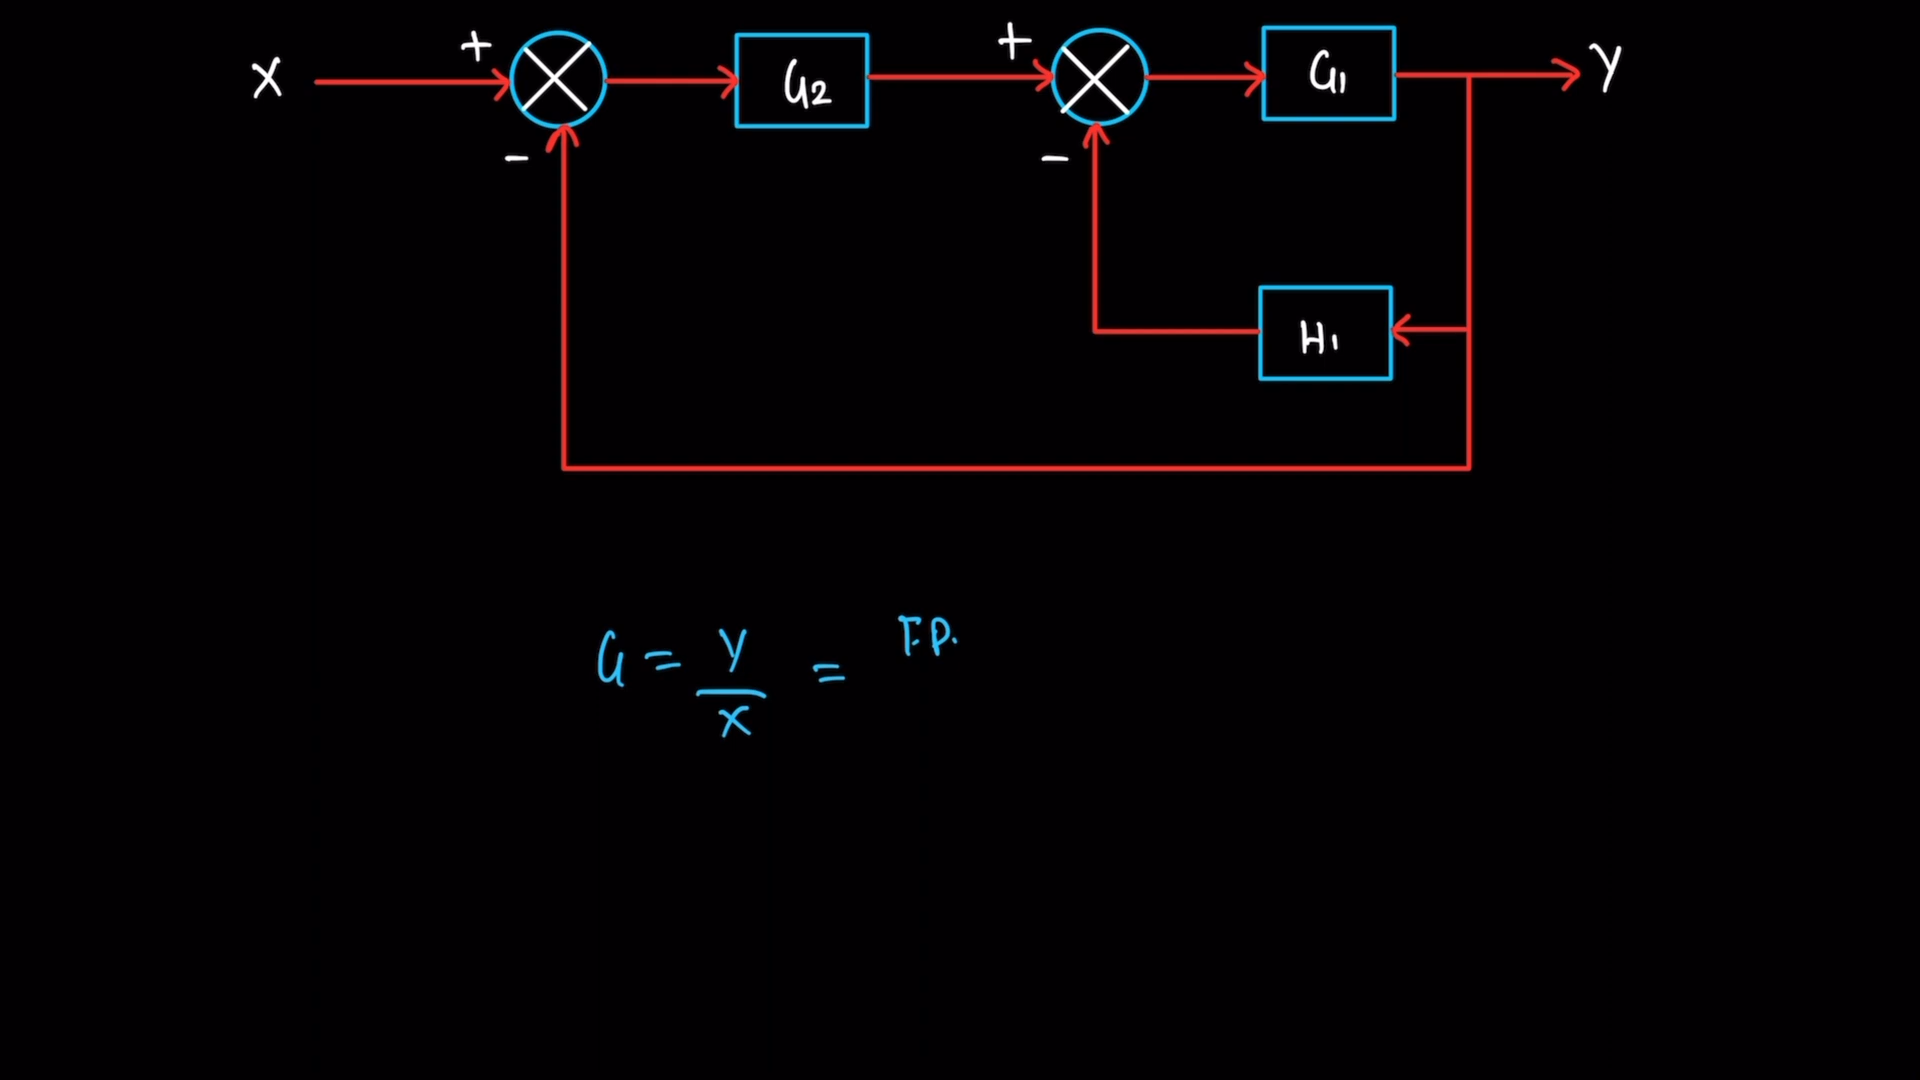 X + - G2 + - G1 Y
H1
G = Y/X = F.P.